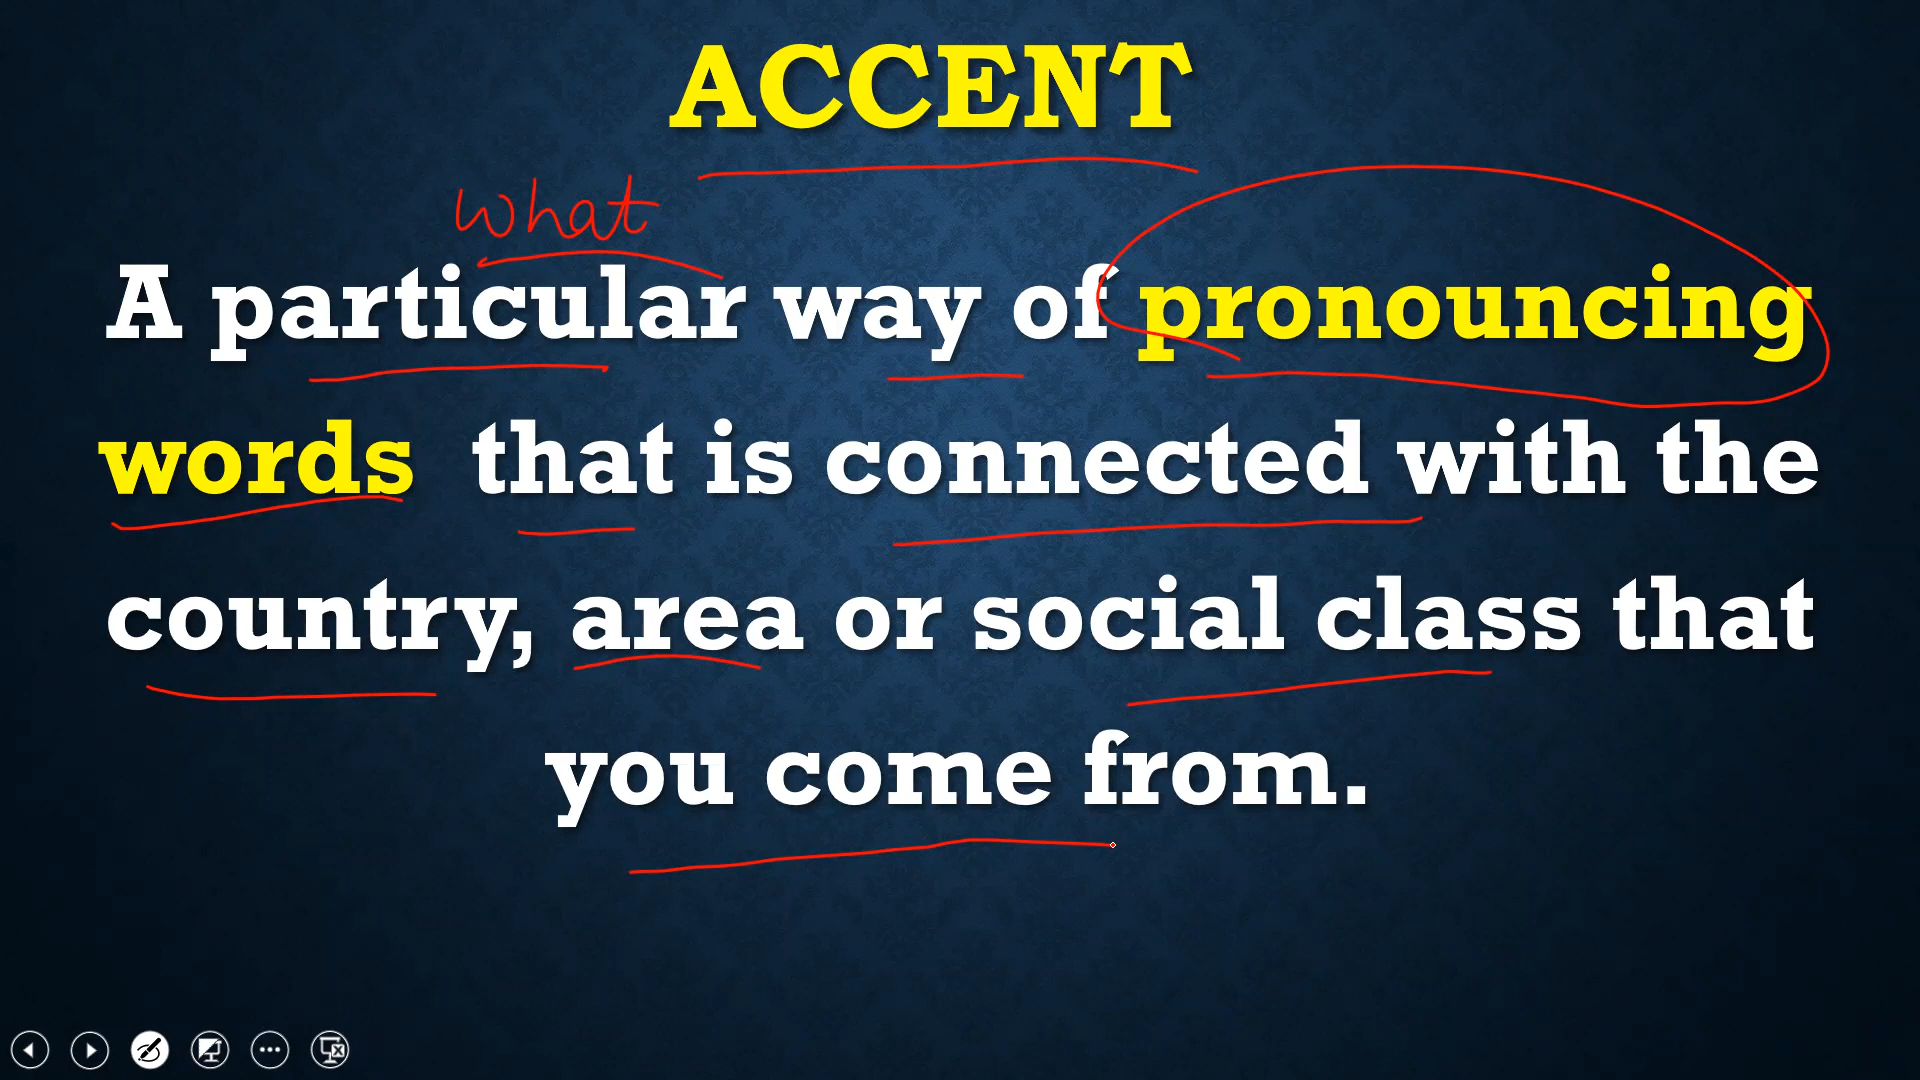 ACCENT
what
A particular way of pronouncing
words that is connected with the
country, area or social class that
you come from.